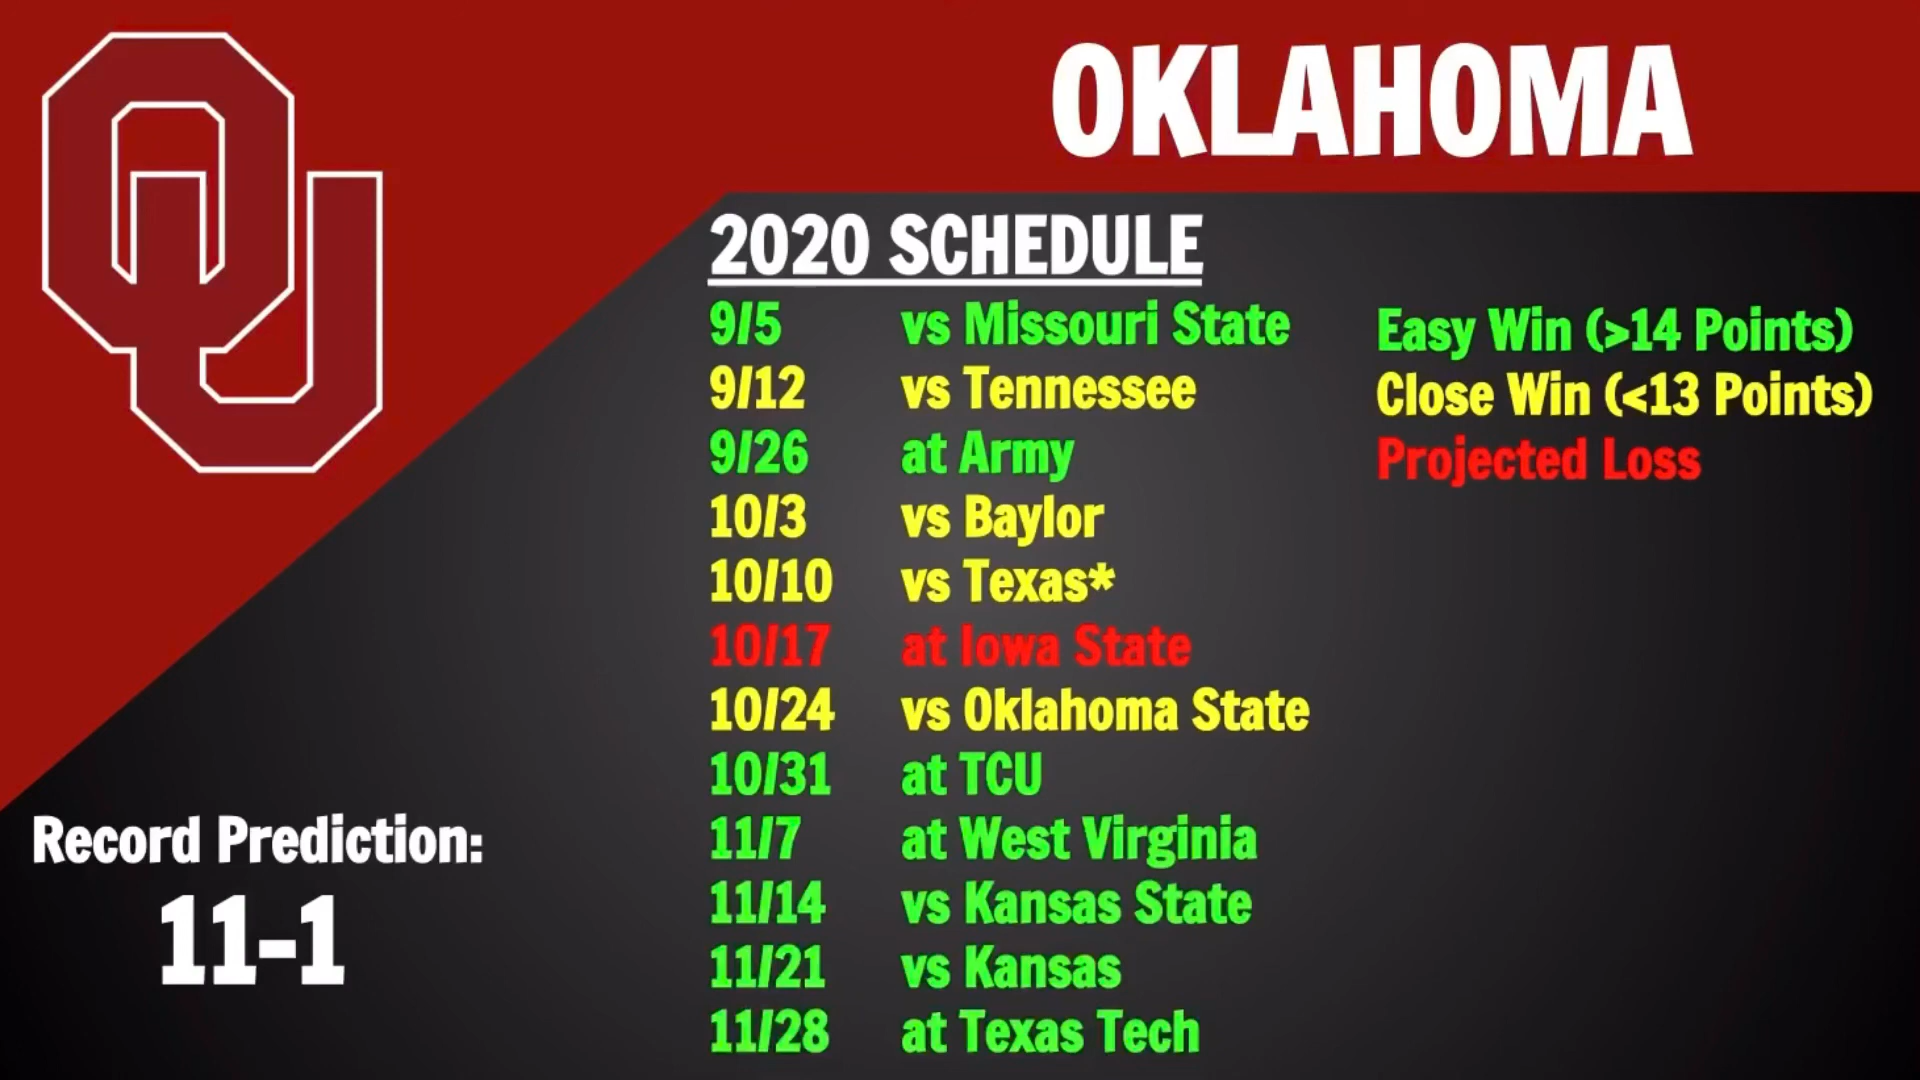 OU
OKLAHOMA
2020 SCHEDULE
9/5 vs Missouri State
9/12 vs Tennessee
9/26 at Army
10/3 vs Baylor
10/10 vs Texas*
10/17 at Iowa State
10/24 vs Oklahoma State
10/31 at TCU
11/7 at West Virginia
11/14 vs Kansas State
11/21 vs Kansas
11/28 at Texas Tech
Easy Win (>14 Points)
Close Win (<13 Points)
Projected Loss
Record Prediction:
11-1